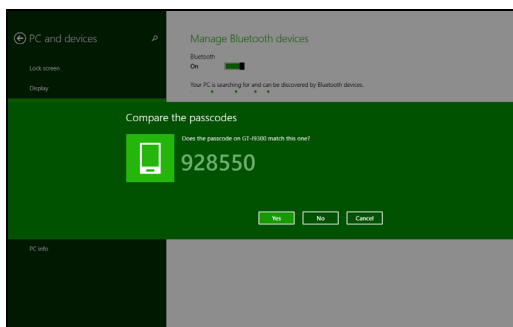 PC and devices
Manage Bluetooth devices
Lock screen
Bluetooth
On
Display
Your PC is searching for and can be discovered by Bluetooth devices.
Compare the passcodes
Does the passcode on GT-I9300 match this one?
928550
Yes
No
Cancel
PC info